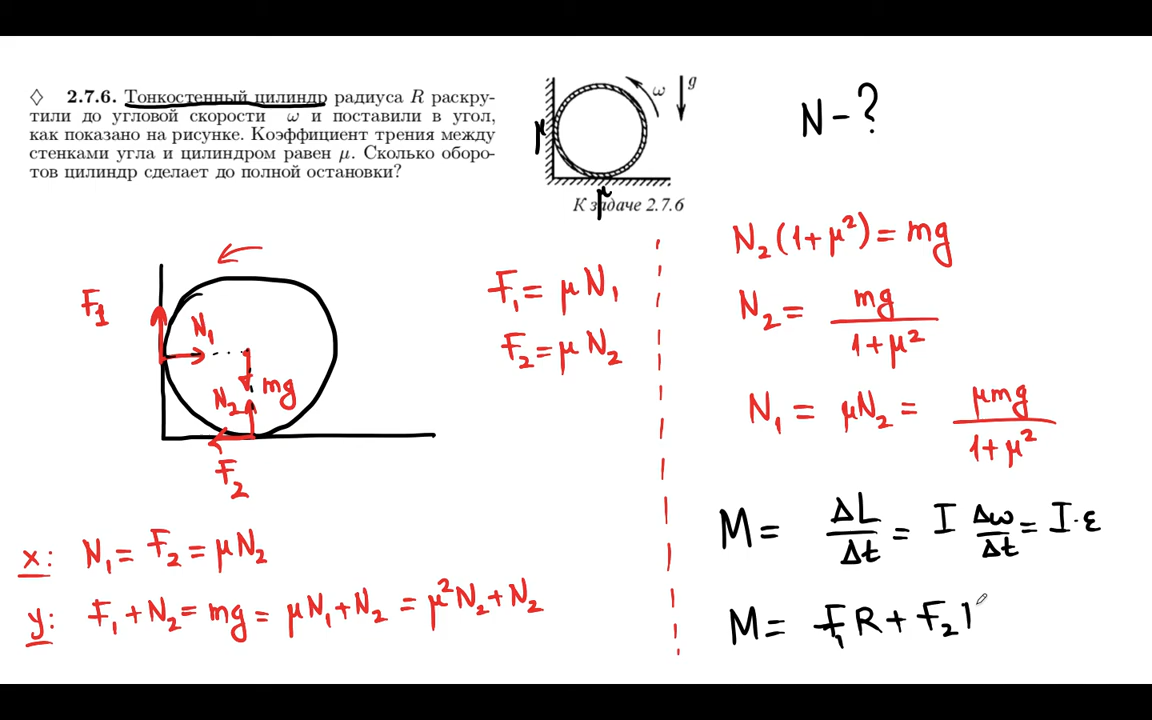 ◇ 2.7.6. Тонкостенный цилиндр радиуса R раскру-
тили до угловой скорости ω и поставили в угол,
как показано на рисунке. Коэффициент трения между
стенками угла и цилиндром равен μ. Сколько оборо-
тов цилиндр сделает до полной остановки?
ω
g
μ
μ
К задаче 2.7.6
N - ?
F₁
N₁
mg
N₂
F₂
F₁ = μN₁
F₂ = μN₂
x: N₁ = F₂ = μN₂
y: F₁ + N₂ = mg = μN₁ + N₂ = μ²N₂ + N₂
N₂(1+μ²) = mg
N₂ = mg / (1+μ²)
N₁ = μN₂ = μmg / (1+μ²)
M = ΔL/Δt = I Δω/Δt = I·ε
M = F₁R + F₂